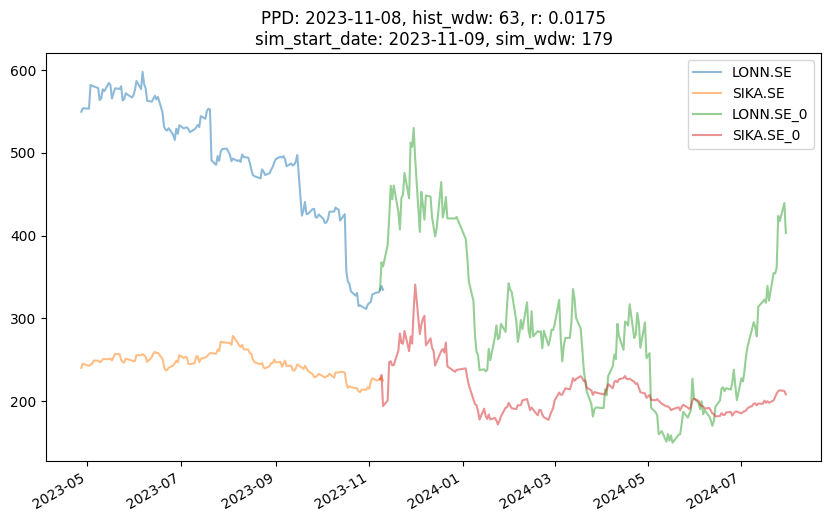 PPD: 2023-11-08, hist_wdw: 63, r: 0.0175
sim_start_date: 2023-11-09, sim_wdw: 179
LONN.SE
SIKA.SE
LONN.SE_0
SIKA.SE_0
600
500
400
300
200
2023-05
2023-07
2023-09
2023-11
2024-01
2024-03
2024-05
2024-07